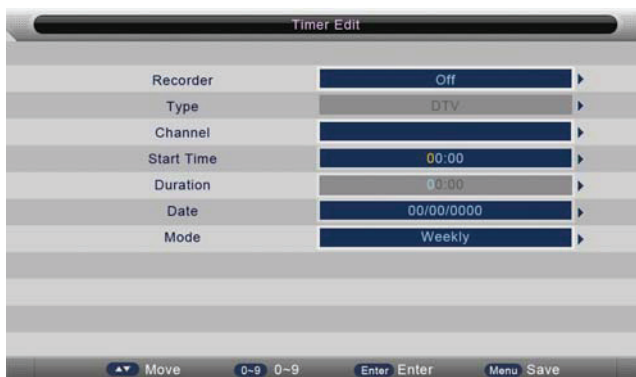 Timer Edit
Recorder Off
Type DTV
Channel
Start Time 00:00
Duration 00:00
Date 00/00/0000
Mode Weekly
▲▼ Move 0~9 0~9 Enter Enter Menu Save